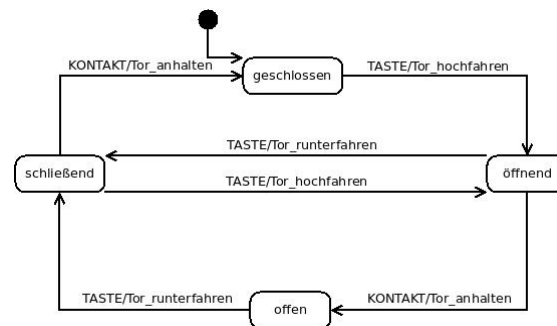 KONTAKT/Tor_anhalten
geschlossen
TASTE/Tor_hochfahren
TASTE/Tor_runterfahren
schließend
öffnend
TASTE/Tor_hochfahren
TASTE/Tor_runterfahren
offen
KONTAKT/Tor_anhalten